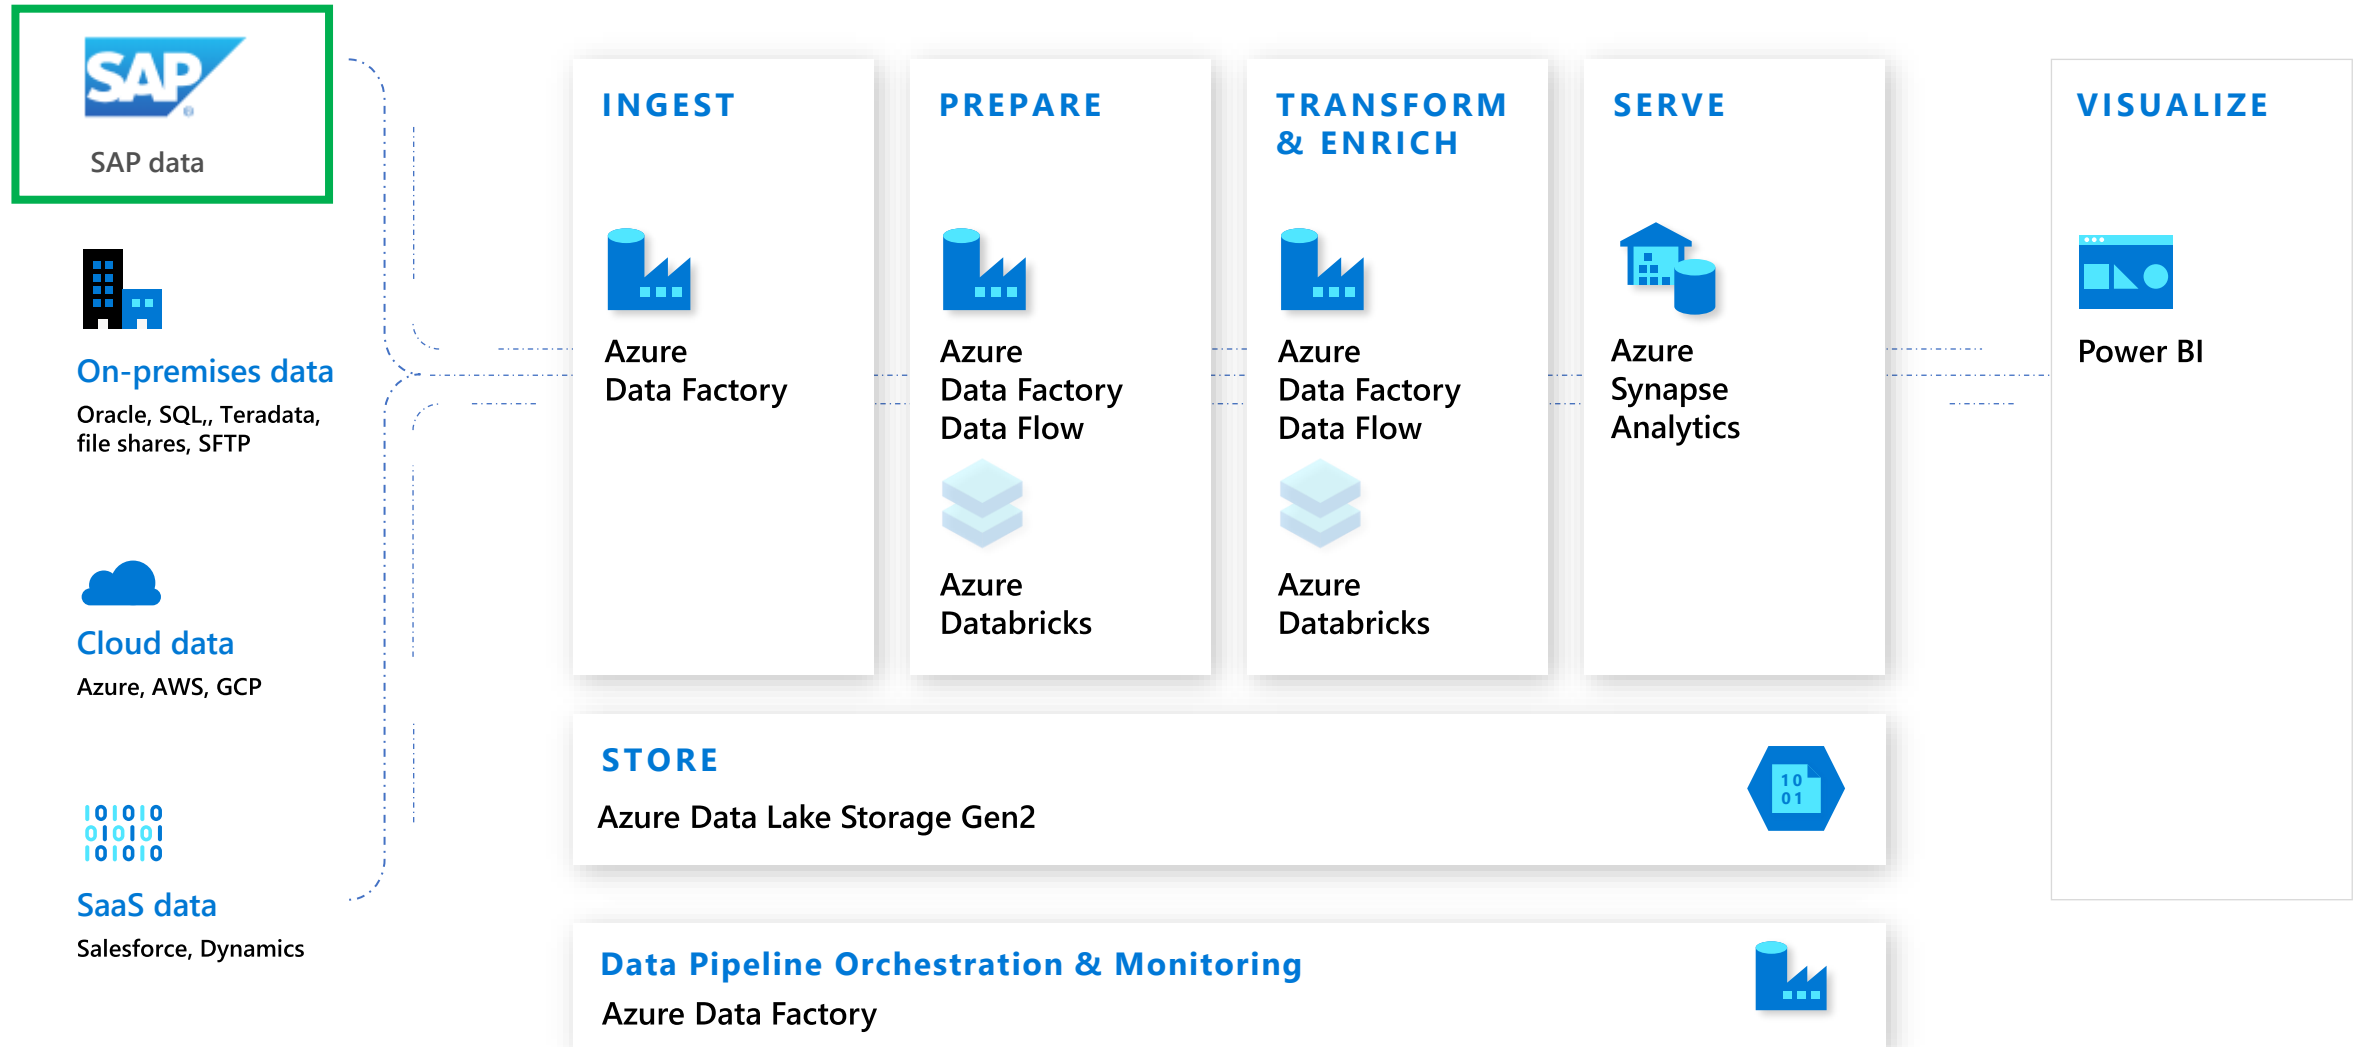 SAP
®
SAP data
On-premises data
Oracle, SQL,, Teradata,
file shares, SFTP
Cloud data
Azure, AWS, GCP
101010
010101
101010
SaaS data
Salesforce, Dynamics
INGEST
Azure
Data Factory
PREPARE
Azure
Data Factory
Data Flow
Azure
Databricks
TRANSFORM
& ENRICH
Azure
Data Factory
Data Flow
Azure
Databricks
SERVE
Azure
Synapse
Analytics
VISUALIZE
Power BI
STORE
Azure Data Lake Storage Gen2
10
01
Data Pipeline Orchestration & Monitoring
Azure Data Factory